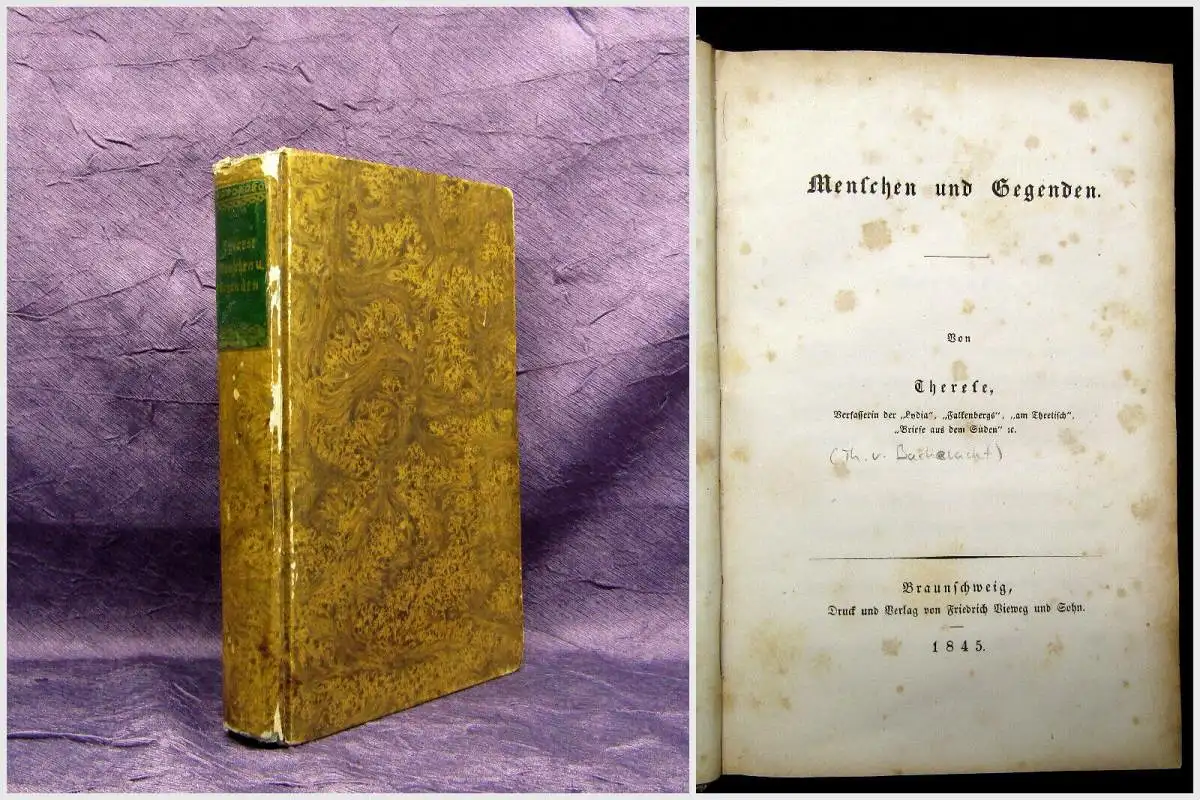 Therese
Menschen u.
Gegenden
Menſchen und Gegenden.
Von
Thereſe,
Verfaſſerin der „Lydia“, „Falkenbergs“, „am Theetiſch“,
„Briefe aus dem Süden“ ꝛc.
(Th. v. Bacheracht)
Braunſchweig,
Druck und Verlag von Friedrich Vieweg und Sohn.
1845.